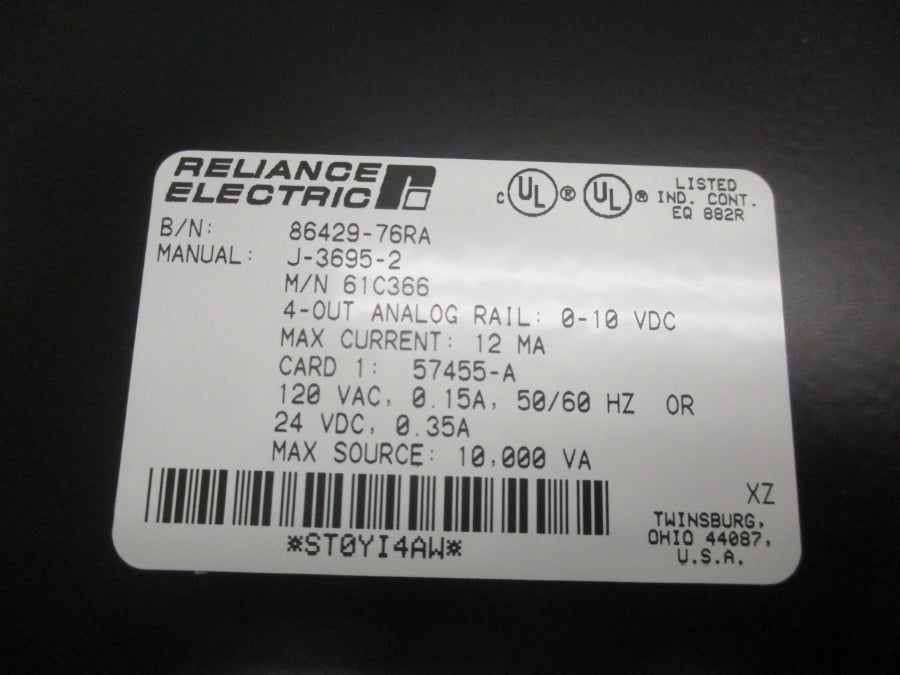 RELIANCE
ELECTRIC
c UL ® UL ® LISTED
IND. CONT.
EQ 882R
B/N: 86429-76RA
MANUAL: J-3695-2
M/N 61C366
4-OUT ANALOG RAIL: 0-10 VDC
MAX CURRENT: 12 MA
CARD 1: 57455-A
120 VAC, 0.15A, 50/60 HZ OR
24 VDC, 0.35A
MAX SOURCE: 10,000 VA
*ST0YI4AW*
XZ
TWINSBURG,
OHIO 44087,
U.S.A.